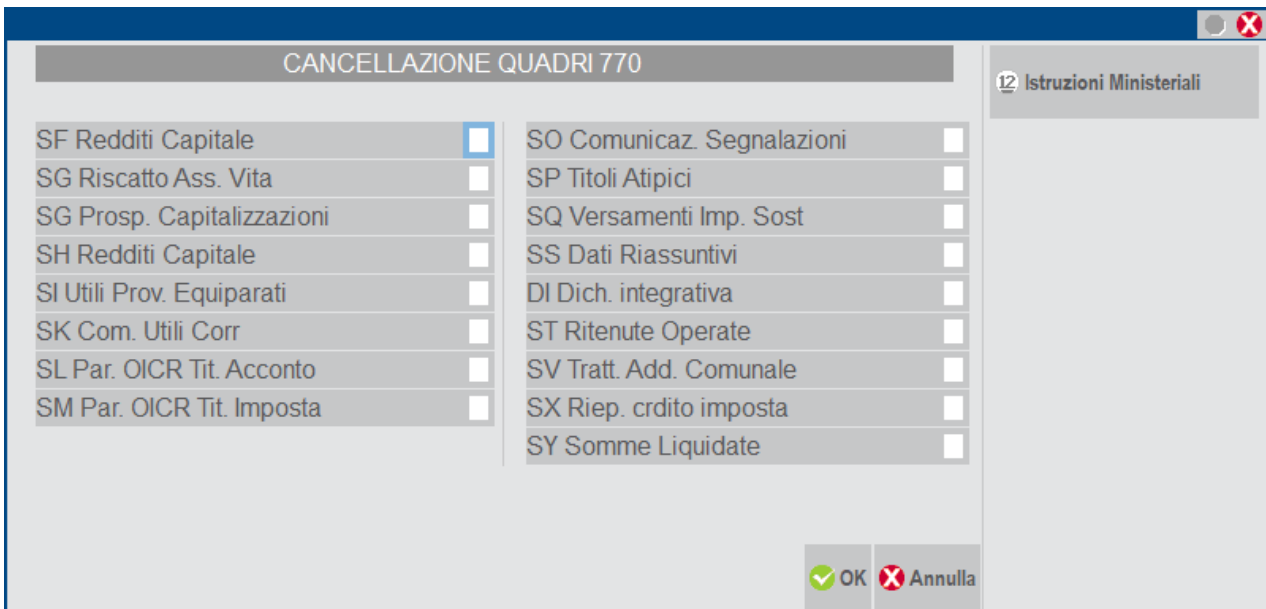 CANCELLAZIONE QUADRI 770
12 Istruzioni Ministeriali
SF Redditi Capitale
SG Riscatto Ass. Vita
SG Prosp. Capitalizzazioni
SH Redditi Capitale
SI Utili Prov. Equiparati
SK Com. Utili Corr
SL Par. OICR Tit. Acconto
SM Par. OICR Tit. Imposta
SO Comunicaz. Segnalazioni
SP Titoli Atipici
SQ Versamenti Imp. Sost
SS Dati Riassuntivi
DI Dich. integrativa
ST Ritenute Operate
SV Tratt. Add. Comunale
SX Riep. crdito imposta
SY Somme Liquidate
OK
Annulla